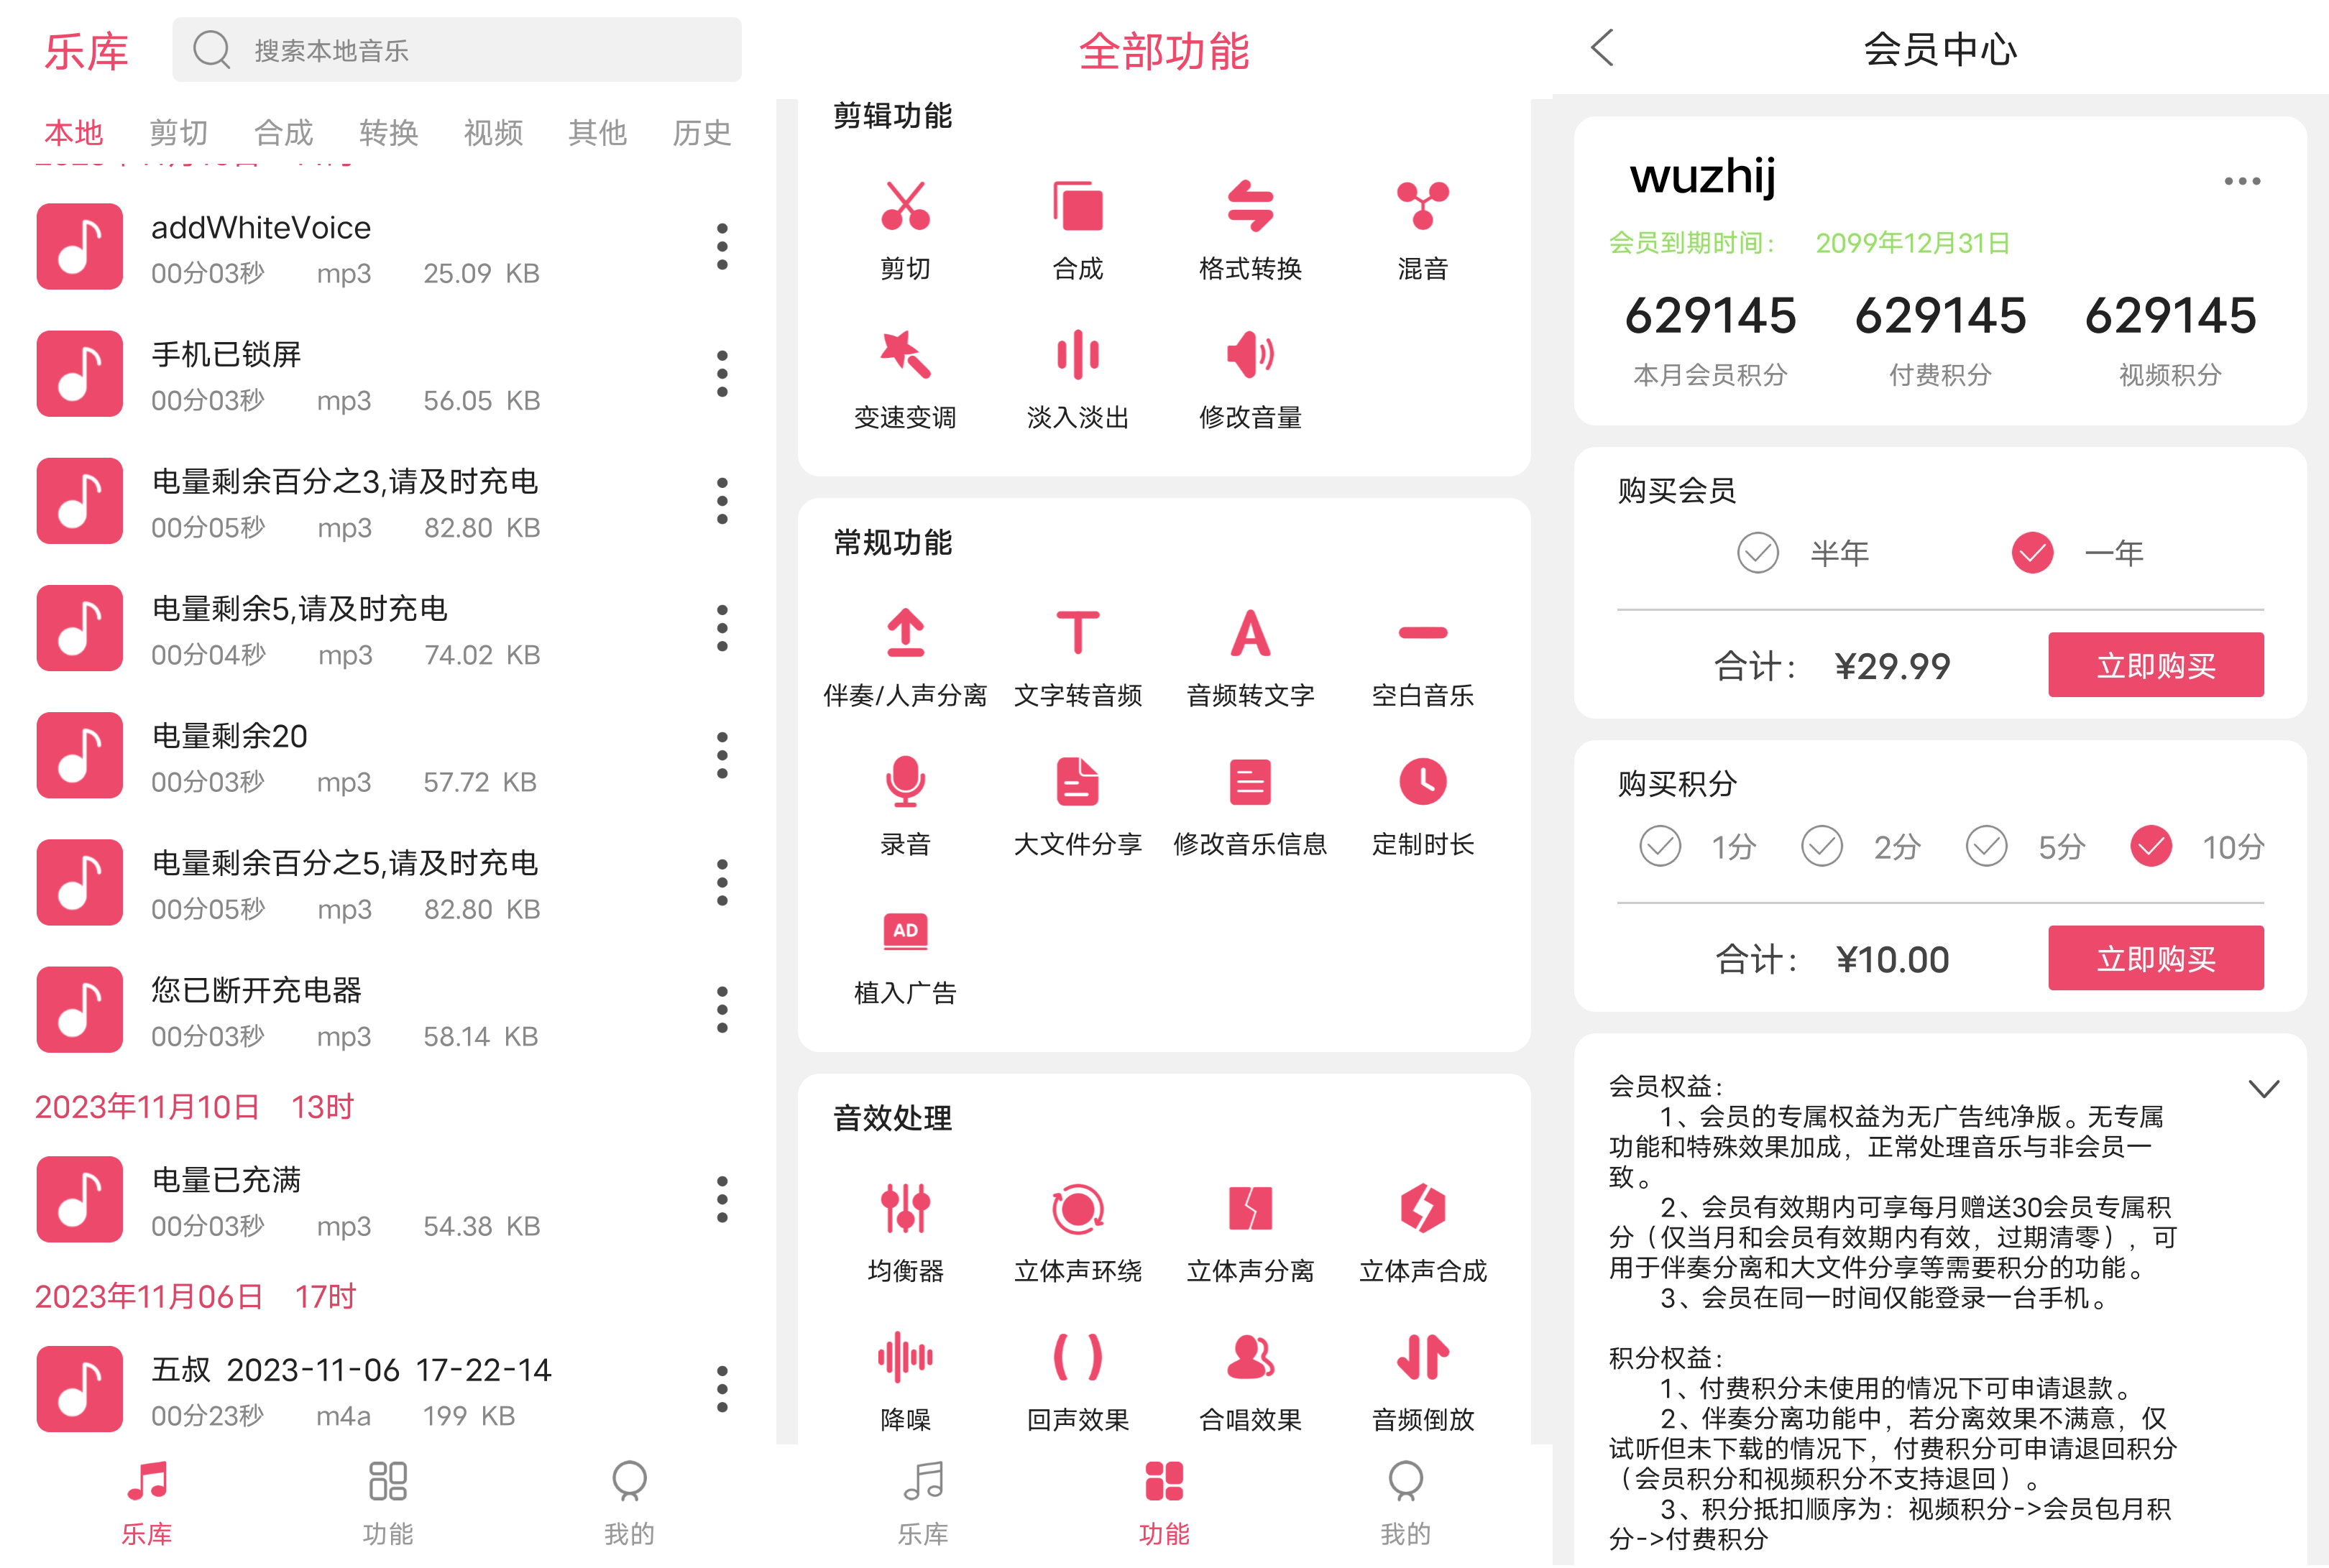 乐库
搜索本地音乐
本地 剪切 合成 转换 视频 其他 历史
addWhiteVoice
00分03秒 mp3 25.09 KB
手机已锁屏
00分03秒 mp3 56.05 KB
电量剩余百分之3,请及时充电
00分05秒 mp3 82.80 KB
电量剩余5,请及时充电
00分04秒 mp3 74.02 KB
电量剩余20
00分03秒 mp3 57.72 KB
电量剩余百分之5,请及时充电
00分05秒 mp3 82.80 KB
您已断开充电器
00分03秒 mp3 58.14 KB
2023年11月10日 13时
电量已充满
00分03秒 mp3 54.38 KB
2023年11月06日 17时
五叔 2023-11-06 17-22-14
00分23秒 m4a 199 KB
乐库 功能 我的
全部功能
剪辑功能
剪切 合成 格式转换 混音
变速变调 淡入淡出 修改音量
常规功能
伴奏/人声分离 文字转音频 音频转文字 空白音乐
录音 大文件分享 修改音乐信息 定制时长
AD
植入广告
音效处理
均衡器 立体声环绕 立体声分离 立体声合成
降噪 回声效果 合唱效果 音频倒放
乐库 功能 我的
会员中心
wuzhij
会员到期时间： 2099年12月31日
629145 629145 629145
本月会员积分 付费积分 视频积分
购买会员
半年 一年
合计： ¥29.99 立即购买
购买积分
1分 2分 5分 10分
合计： ¥10.00 立即购买
会员权益：
1、会员的专属权益为无广告纯净版。无专属
功能和特殊效果加成，正常处理音乐与非会员一
致。
2、会员有效期内可享每月赠送30会员专属积
分（仅当月和会员有效期内有效，过期清零），可
用于伴奏分离和大文件分享等需要积分的功能。
3、会员在同一时间仅能登录一台手机。
积分权益：
1、付费积分未使用的情况下可申请退款。
2、伴奏分离功能中，若分离效果不满意，仅
试听但未下载的情况下，付费积分可申请退回积分
（会员积分和视频积分不支持退回）。
3、积分抵扣顺序为：视频积分->会员包月积
分->付费积分